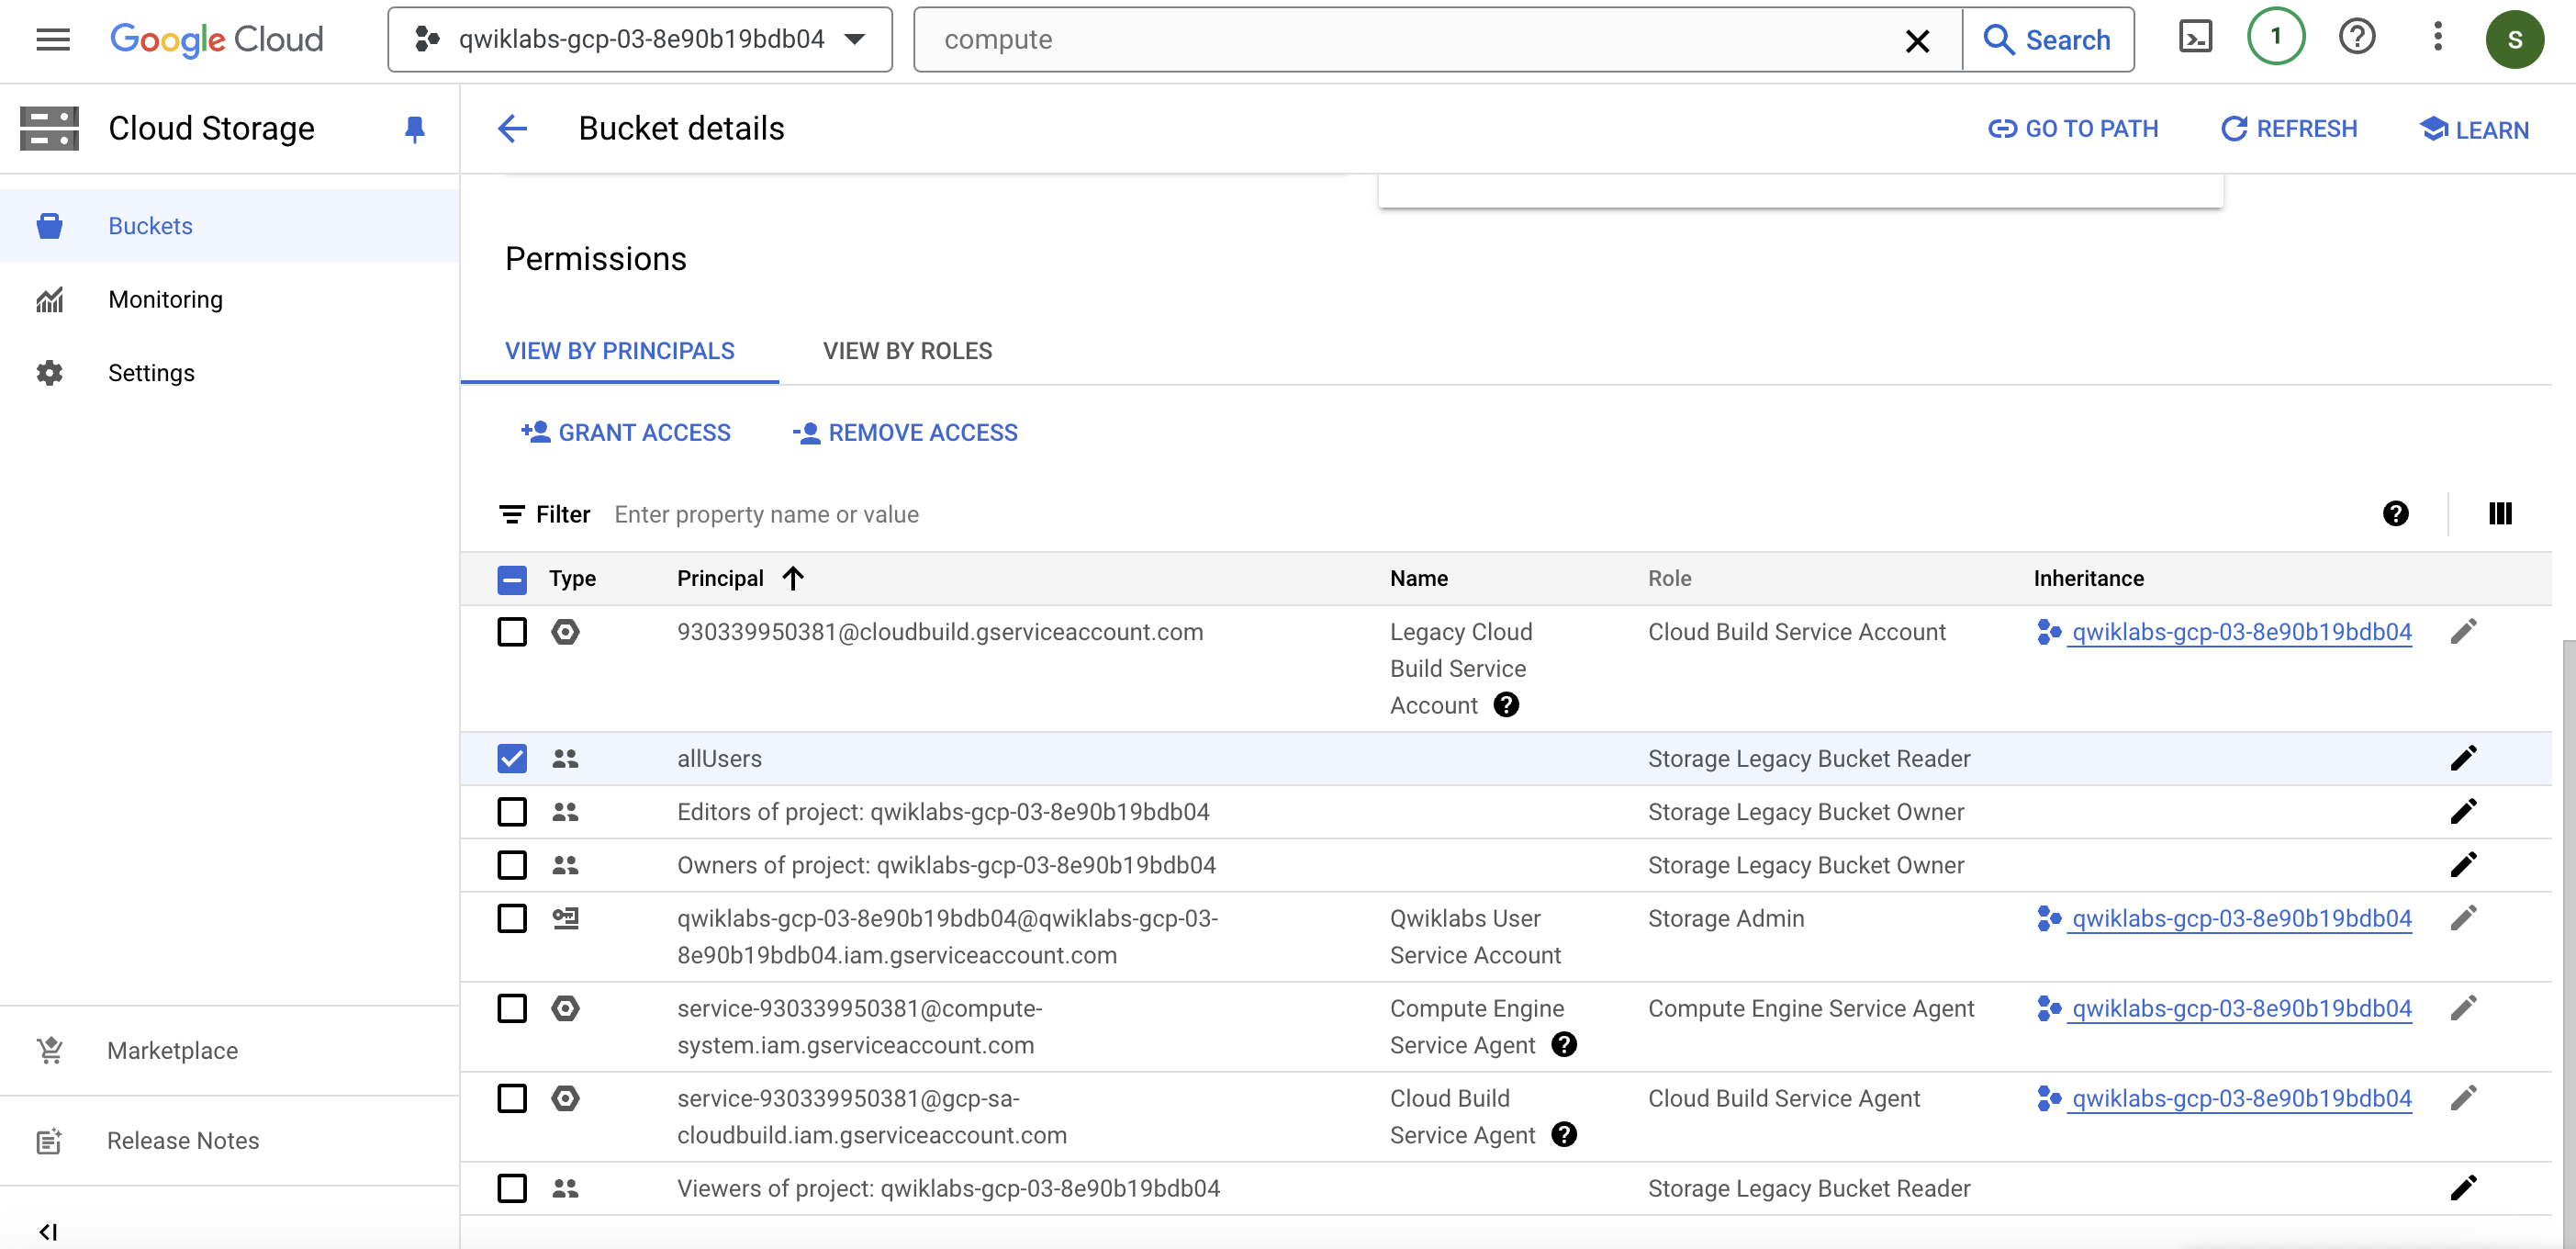 Google Cloud
qwiklabs-gcp-03-8e90b19bdb04
compute
Search
1
S
Cloud Storage
Bucket details
GO TO PATH
REFRESH
LEARN
Buckets
Monitoring
Settings
Marketplace
Release Notes
Permissions
VIEW BY PRINCIPALS
VIEW BY ROLES
GRANT ACCESS
REMOVE ACCESS
Filter Enter property name or value
Type Principal Name Role Inheritance
930339950381@cloudbuild.gserviceaccount.com Legacy Cloud Cloud Build Service Account qwiklabs-gcp-03-8e90b19bdb04
Build Service
Account
allUsers Storage Legacy Bucket Reader
Editors of project: qwiklabs-gcp-03-8e90b19bdb04 Storage Legacy Bucket Owner
Owners of project: qwiklabs-gcp-03-8e90b19bdb04 Storage Legacy Bucket Owner
qwiklabs-gcp-03-8e90b19bdb04@qwiklabs-gcp-03- Qwiklabs User Storage Admin qwiklabs-gcp-03-8e90b19bdb04
8e90b19bdb04.iam.gserviceaccount.com Service Account
service-930339950381@compute- Compute Engine Compute Engine Service Agent qwiklabs-gcp-03-8e90b19bdb04
system.iam.gserviceaccount.com Service Agent
service-930339950381@gcp-sa- Cloud Build Cloud Build Service Agent qwiklabs-gcp-03-8e90b19bdb04
cloudbuild.iam.gserviceaccount.com Service Agent
Viewers of project: qwiklabs-gcp-03-8e90b19bdb04 Storage Legacy Bucket Reader